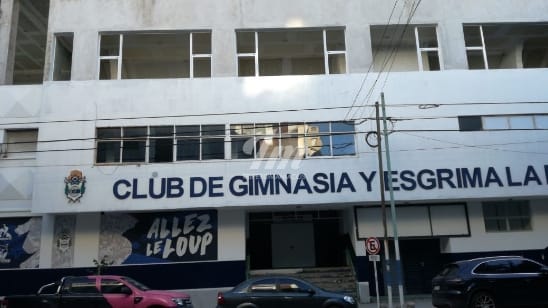 CLUB DE GIMNASIA Y ESGRIMA LA
ALLEZ
LE LOUP
E